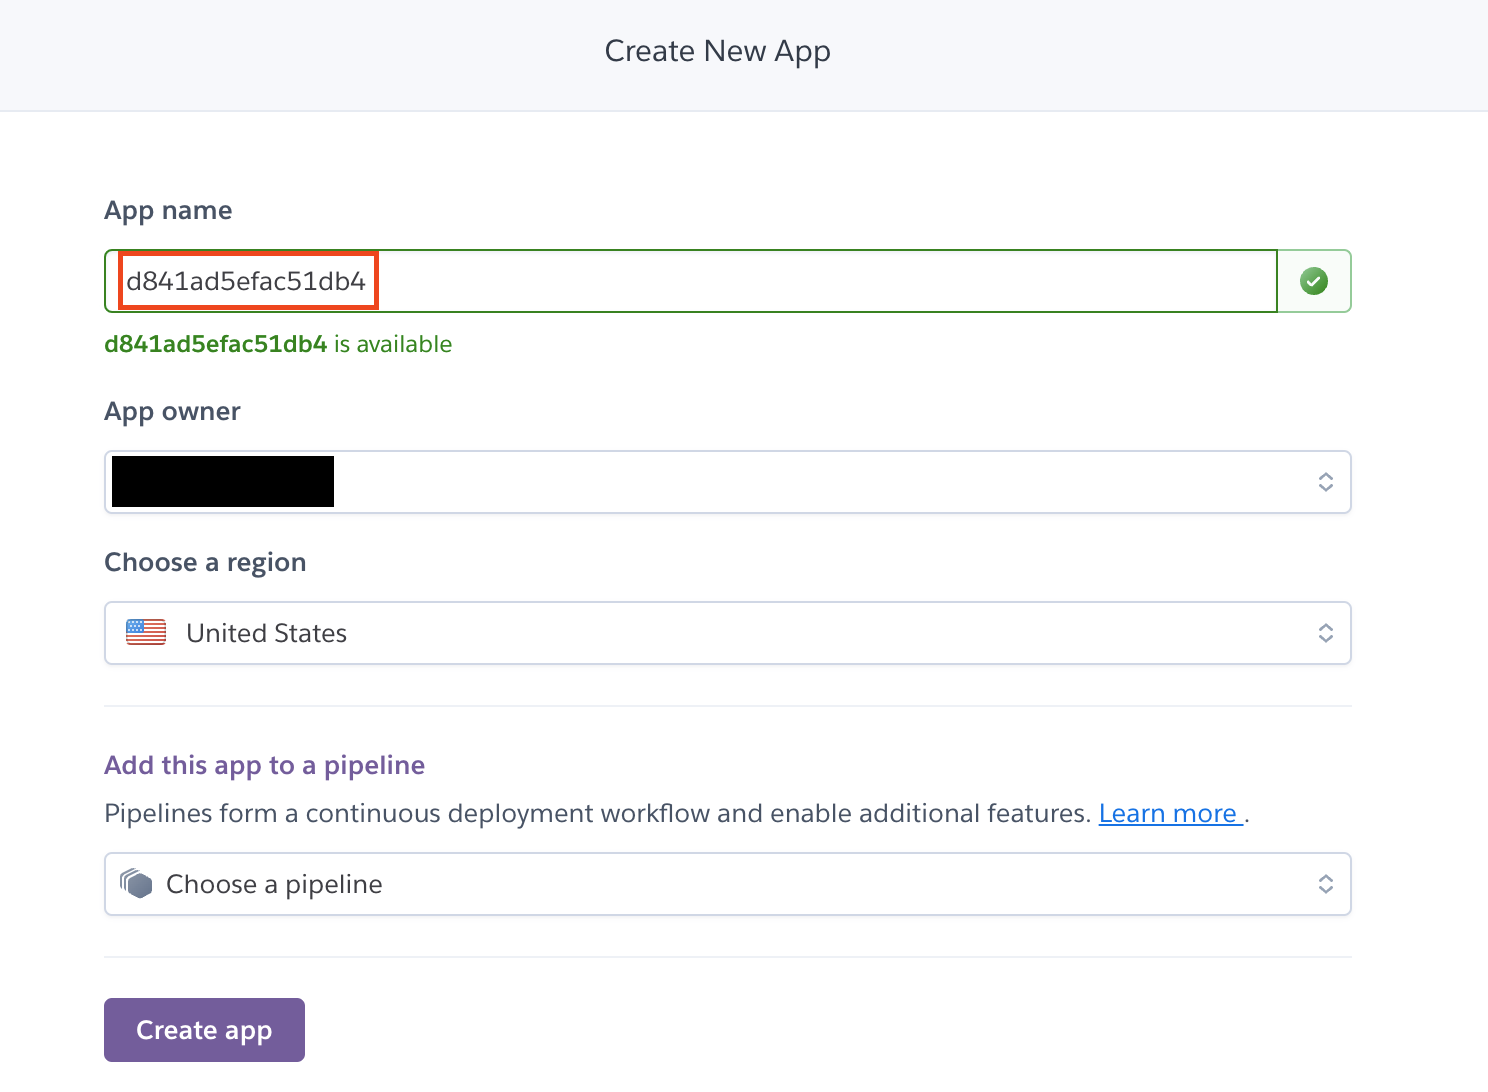 Create New App
App name
d841ad5efac51db4
d841ad5efac51db4 is available
App owner
Choose a region
United States
Add this app to a pipeline
Pipelines form a continuous deployment workflow and enable additional features. Learn more .
Choose a pipeline
Create app